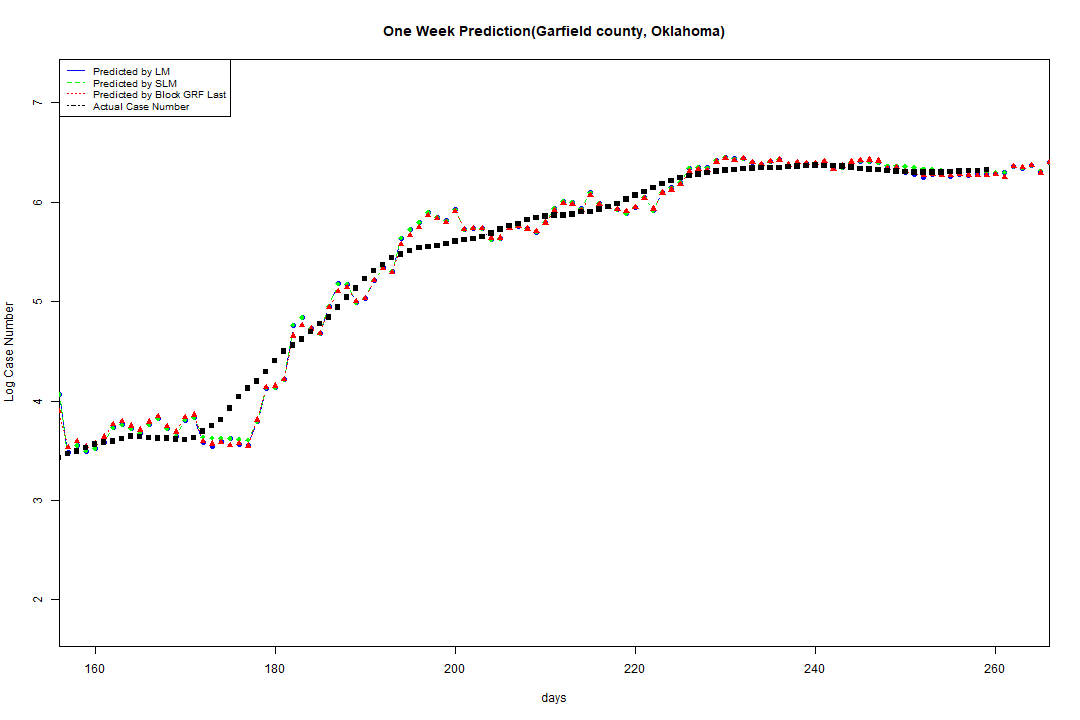 One Week Prediction(Garfield county, Oklahoma)
Predicted by LM
Predicted by SLM
Predicted by Block GRF Last
Actual Case Number
7
6
5
4
3
2
Log Case Number
160 180 200 220 240 260
days